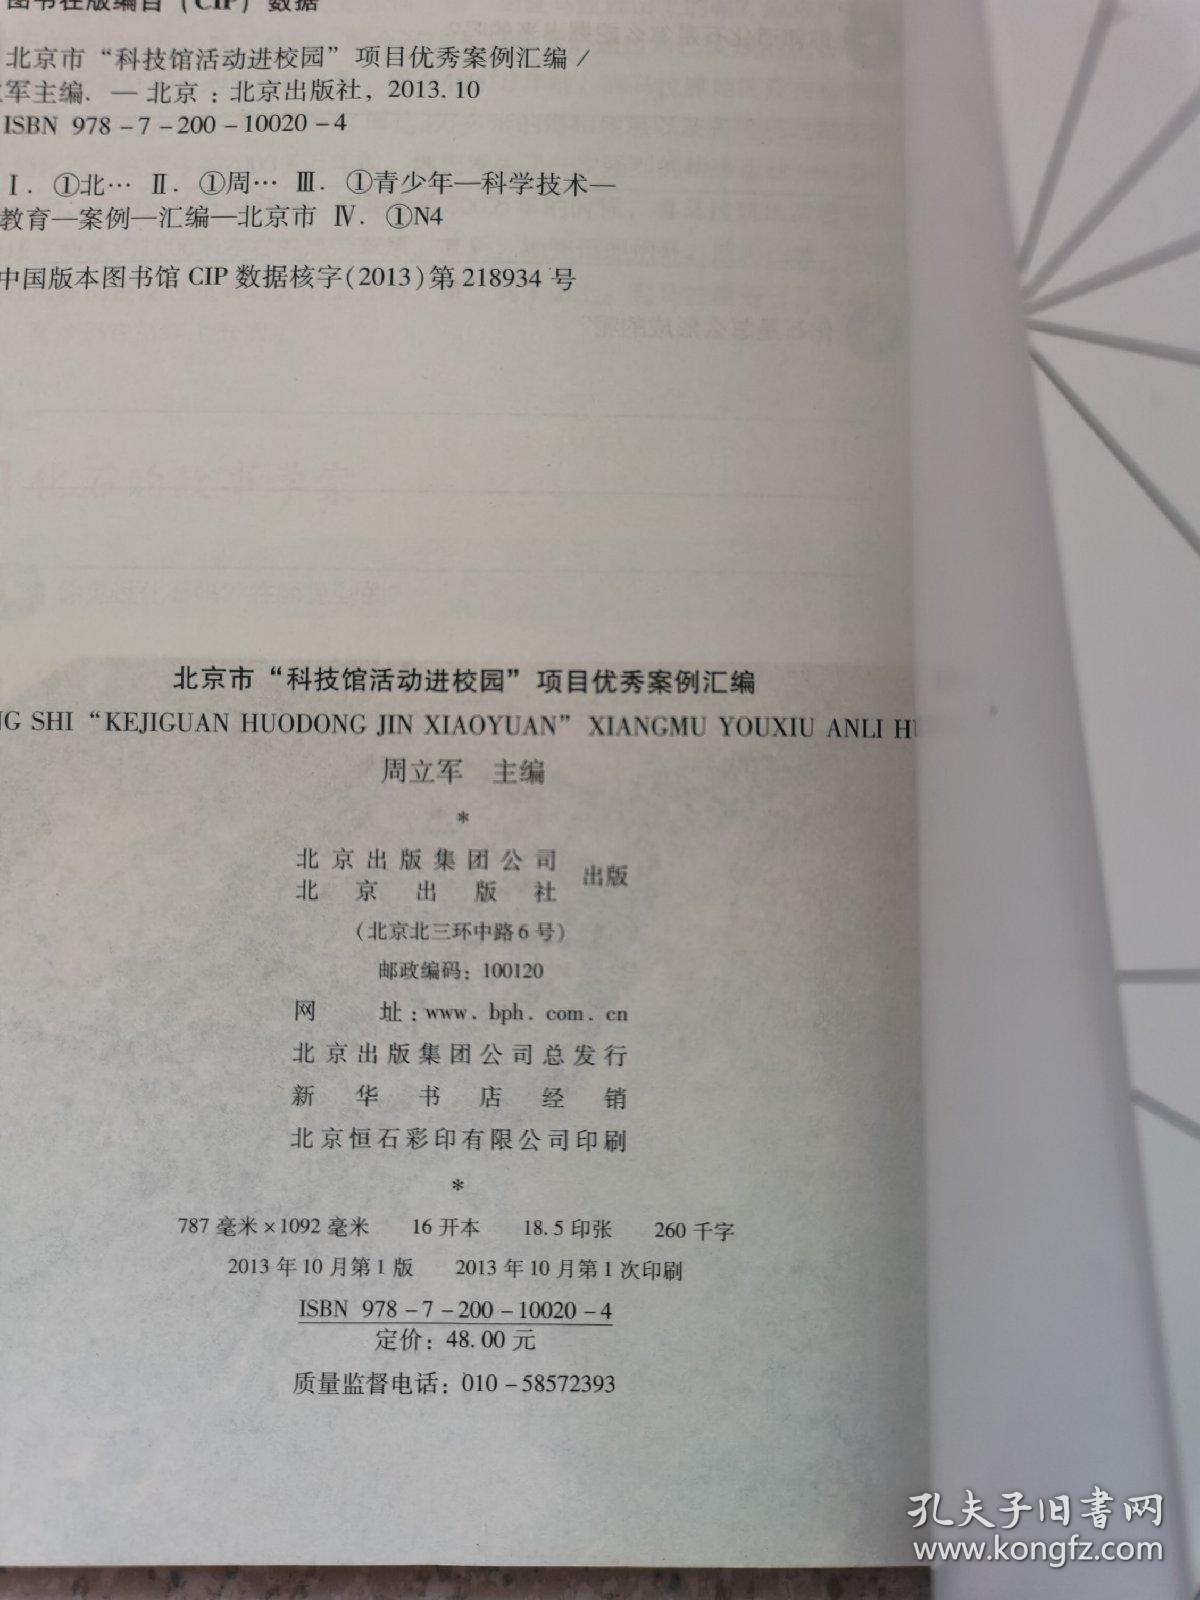 图书在版编目（CIP）数据
北京市“科技馆活动进校园”项目优秀案例汇编／
军主编. — 北京：北京出版社，2013.10
ISBN 978-7-200-10020-4
Ⅰ. ①北… Ⅱ. ①周… Ⅲ. ①青少年—科学技术—
教育—案例—汇编—北京市 Ⅳ. ①N4
中国版本图书馆CIP数据核字（2013）第218934号
北京市“科技馆活动进校园”项目优秀案例汇编
NG SHI “KEJIGUAN HUODONG JIN XIAOYUAN” XIANGMU YOUXIU ANLI HU
周立军 主编
*
北京出版集团公司
北京出版社 出版
（北京北三环中路6号）
邮政编码：100120
网 址：www.bph.com.cn
北京出版集团公司总发行
新华书店经销
北京恒石彩印有限公司印刷
*
787毫米×1092毫米 16开本 18.5印张 260千字
2013年10月第1版 2013年10月第1次印刷
ISBN 978-7-200-10020-4
定价：48.00元
质量监督电话：010-58572393
孔夫子旧书网
www.kongfz.com